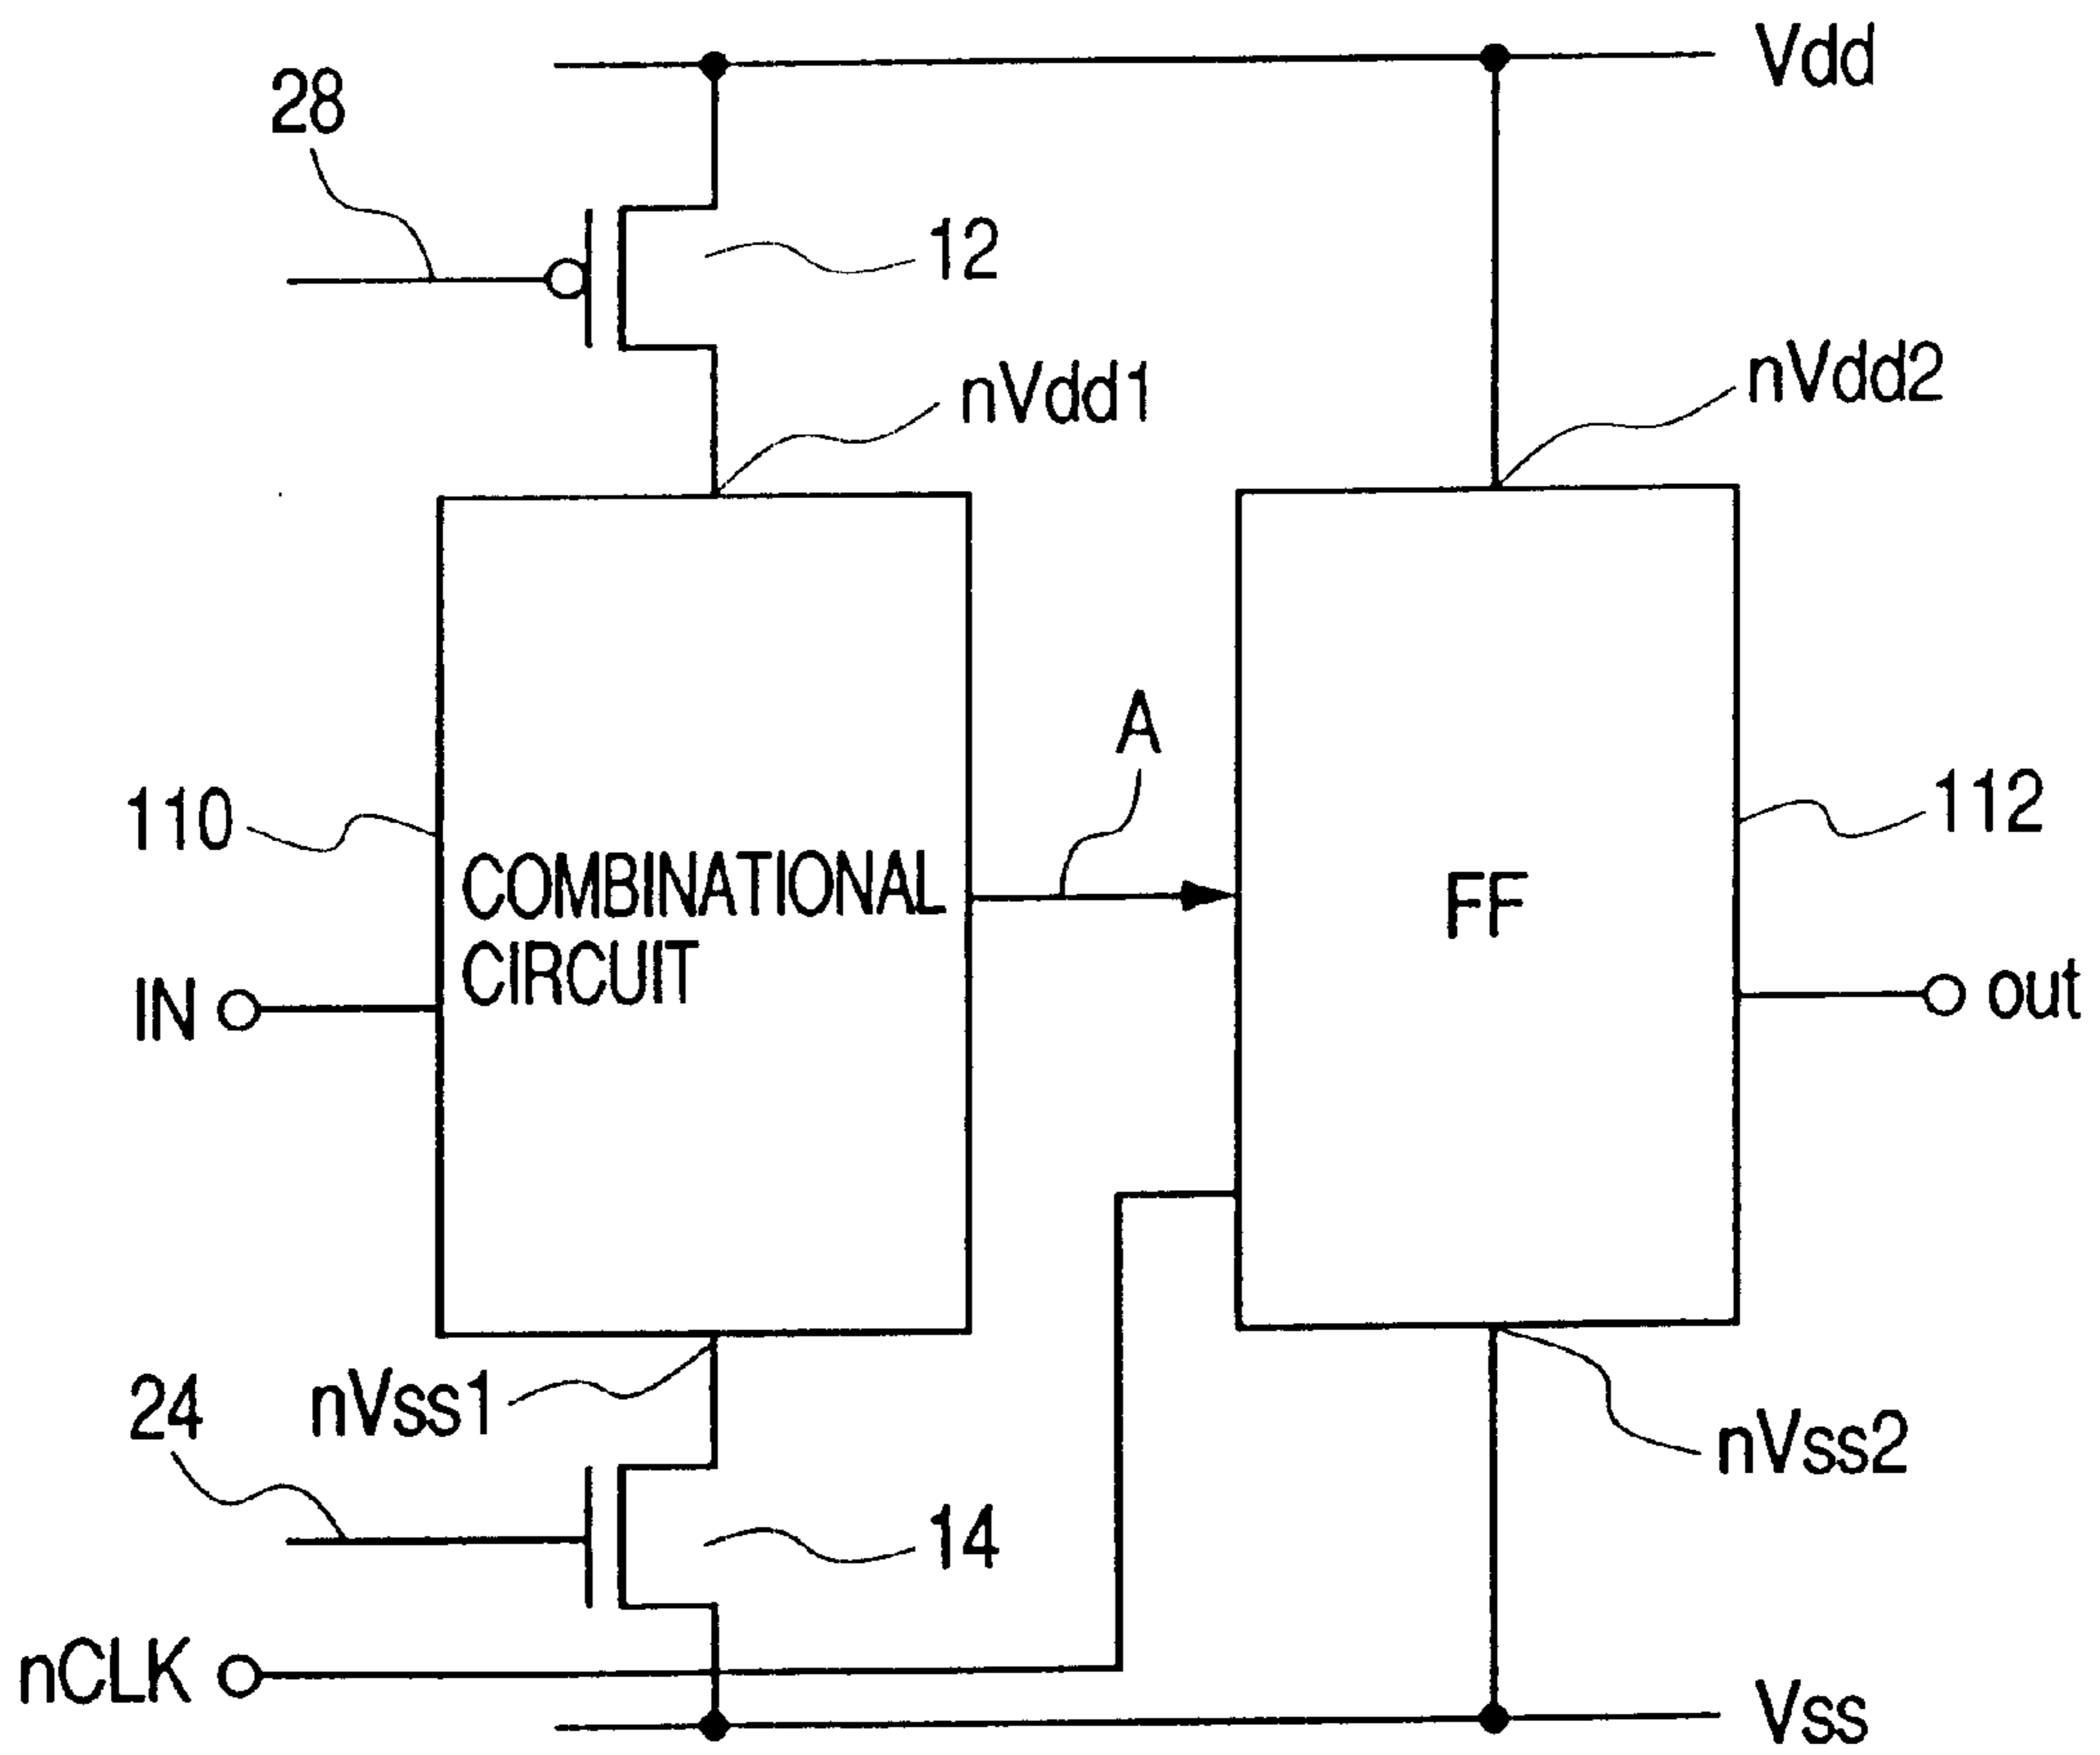 Vdd
28
12
nVdd1
nVdd2
A
110
112
COMBINATIONAL
CIRCUIT
FF
IN
out
nVss1
24
nVss2
14
nCLK
Vss